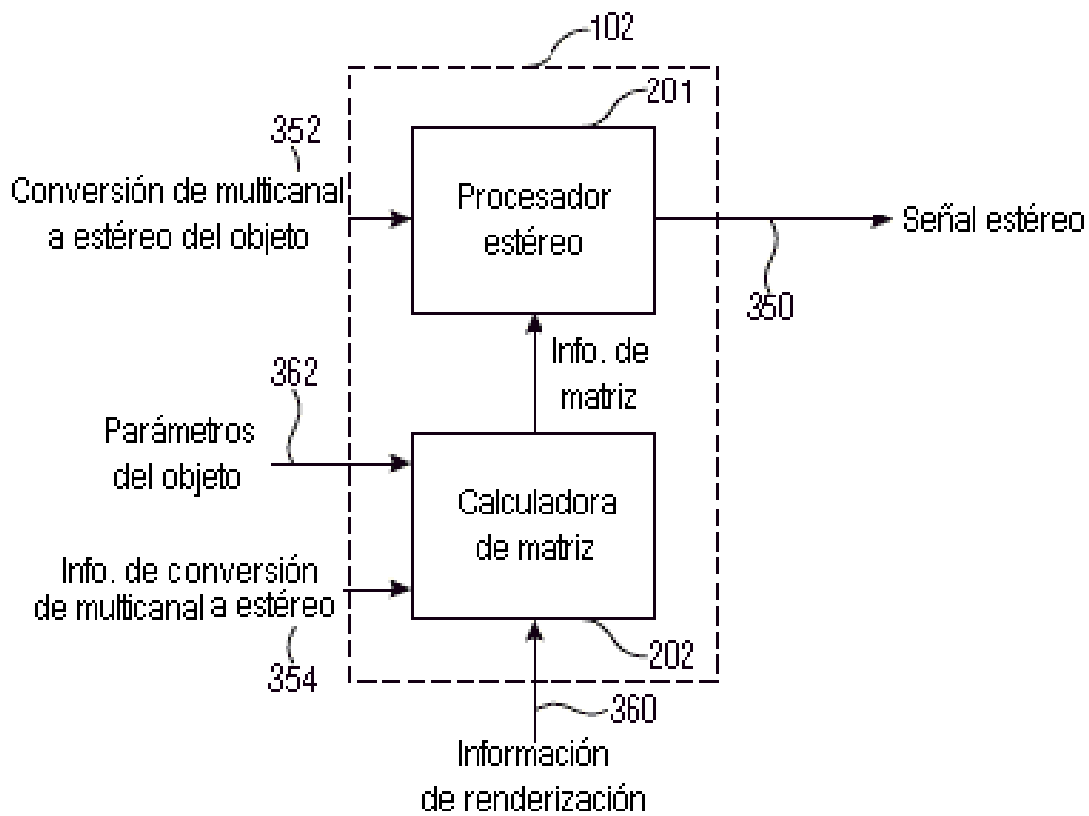 102
201
352
Conversión de multicanal
a estéreo del objeto
Procesador
estéreo
Señal estéreo
350
Info. de
matriz
362
Parámetros
del objeto
Calculadora
de matriz
Info. de conversión
de multicanal a estéreo
354
202
360
Información
de renderización